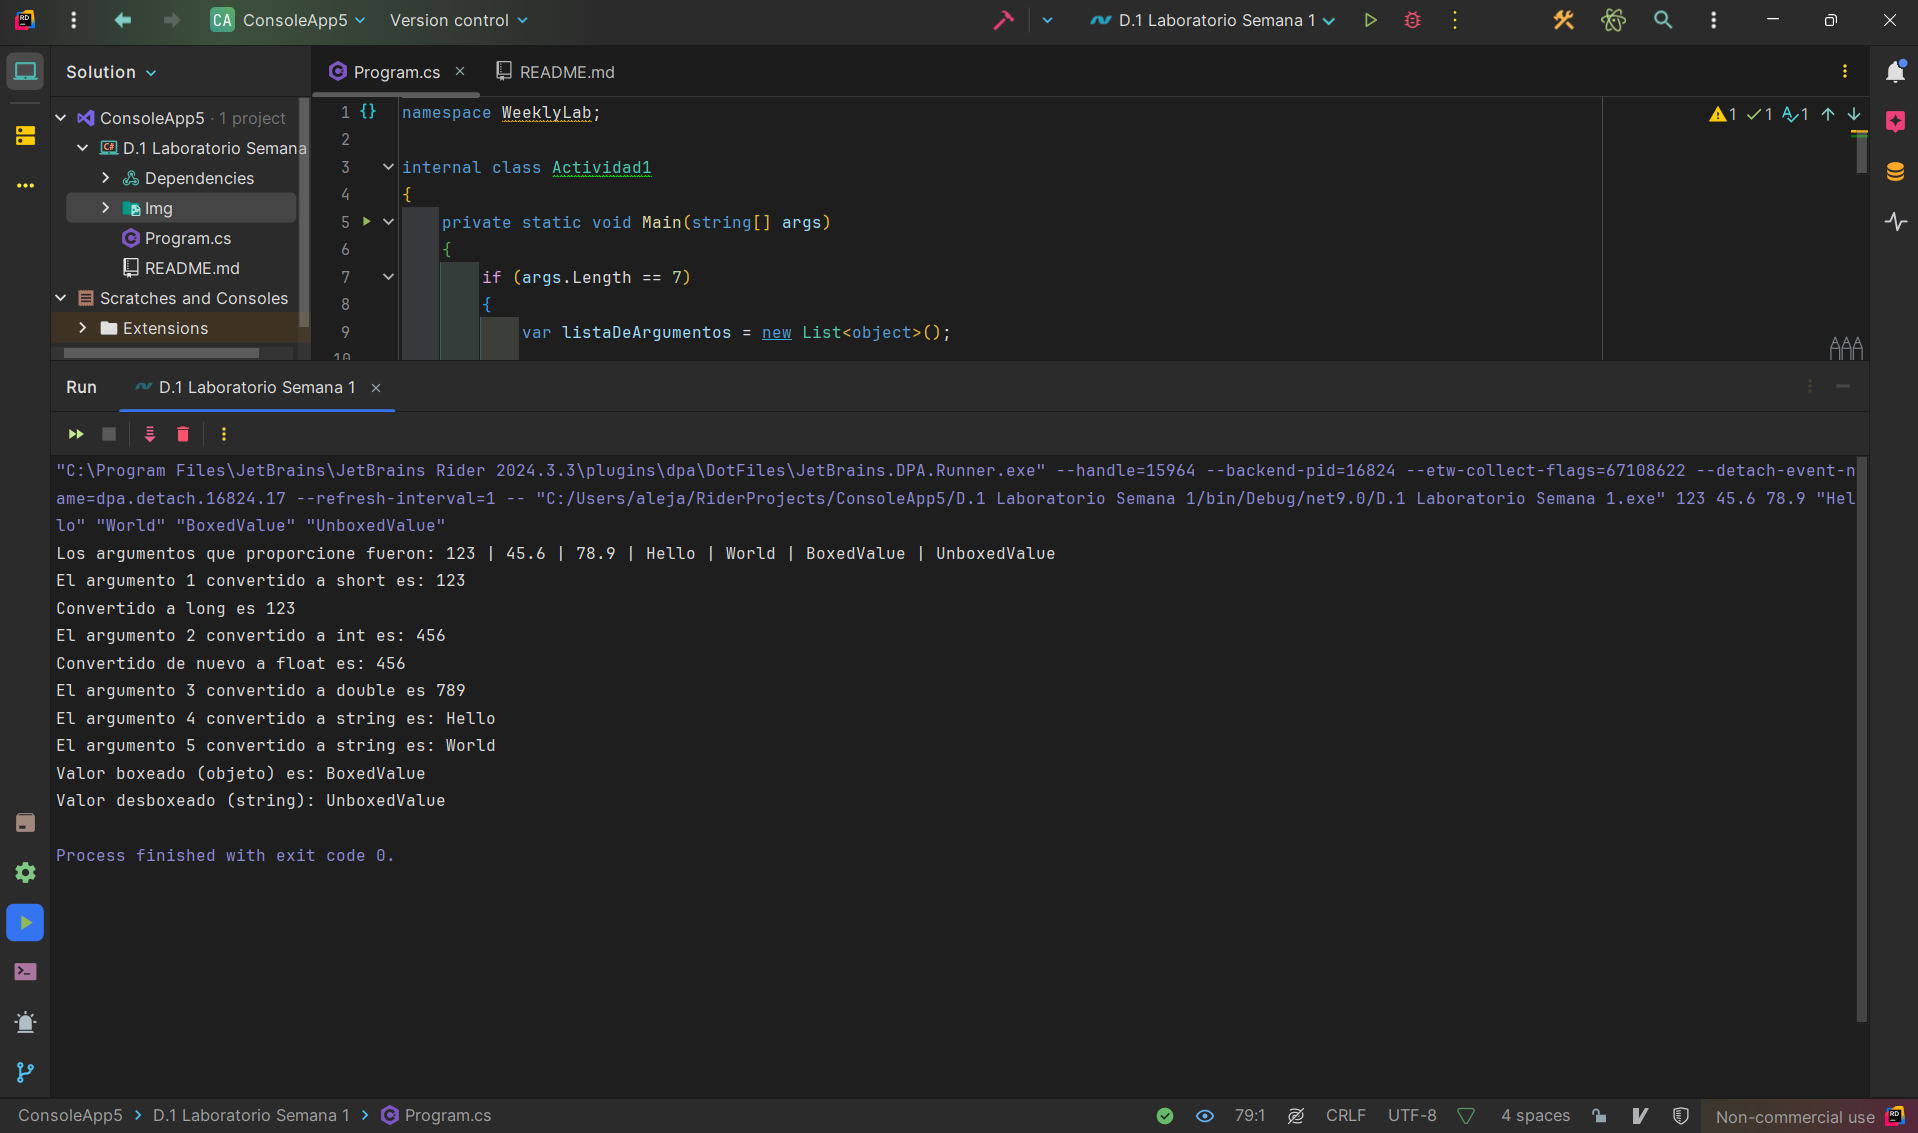 CA ConsoleApp5 Version control D.1 Laboratorio Semana 1
Solution
Program.cs
README.md
ConsoleApp5 · 1 project
D.1 Laboratorio Semana
Dependencies
Img
Program.cs
README.md
Scratches and Consoles
Extensions
1 {} namespace WeeklyLab;
2
3 internal class Actividad1
4 {
5 private static void Main(string[] args)
6 {
7 if (args.Length == 7)
8 {
9 var listaDeArgumentos = new List<object>();
10
1 1 1
Run D.1 Laboratorio Semana 1
"C:\Program Files\JetBrains\JetBrains Rider 2024.3.3\plugins\dpa\DotFiles\JetBrains.DPA.Runner.exe" --handle=15964 --backend-pid=16824 --etw-collect-flags=67108622 --detach-event-n
ame=dpa.detach.16824.17 --refresh-interval=1 -- "C:/Users/aleja/RiderProjects/ConsoleApp5/D.1 Laboratorio Semana 1/bin/Debug/net9.0/D.1 Laboratorio Semana 1.exe" 123 45.6 78.9 "Hel
lo" "World" "BoxedValue" "UnboxedValue"
Los argumentos que proporcione fueron: 123 | 45.6 | 78.9 | Hello | World | BoxedValue | UnboxedValue
El argumento 1 convertido a short es: 123
Convertido a long es 123
El argumento 2 convertido a int es: 456
Convertido de nuevo a float es: 456
El argumento 3 convertido a double es 789
El argumento 4 convertido a string es: Hello
El argumento 5 convertido a string es: World
Valor boxeado (objeto) es: BoxedValue
Valor desboxeado (string): UnboxedValue
Process finished with exit code 0.
ConsoleApp5 > D.1 Laboratorio Semana 1 > Program.cs 79:1 CRLF UTF-8 4 spaces Non-commercial use